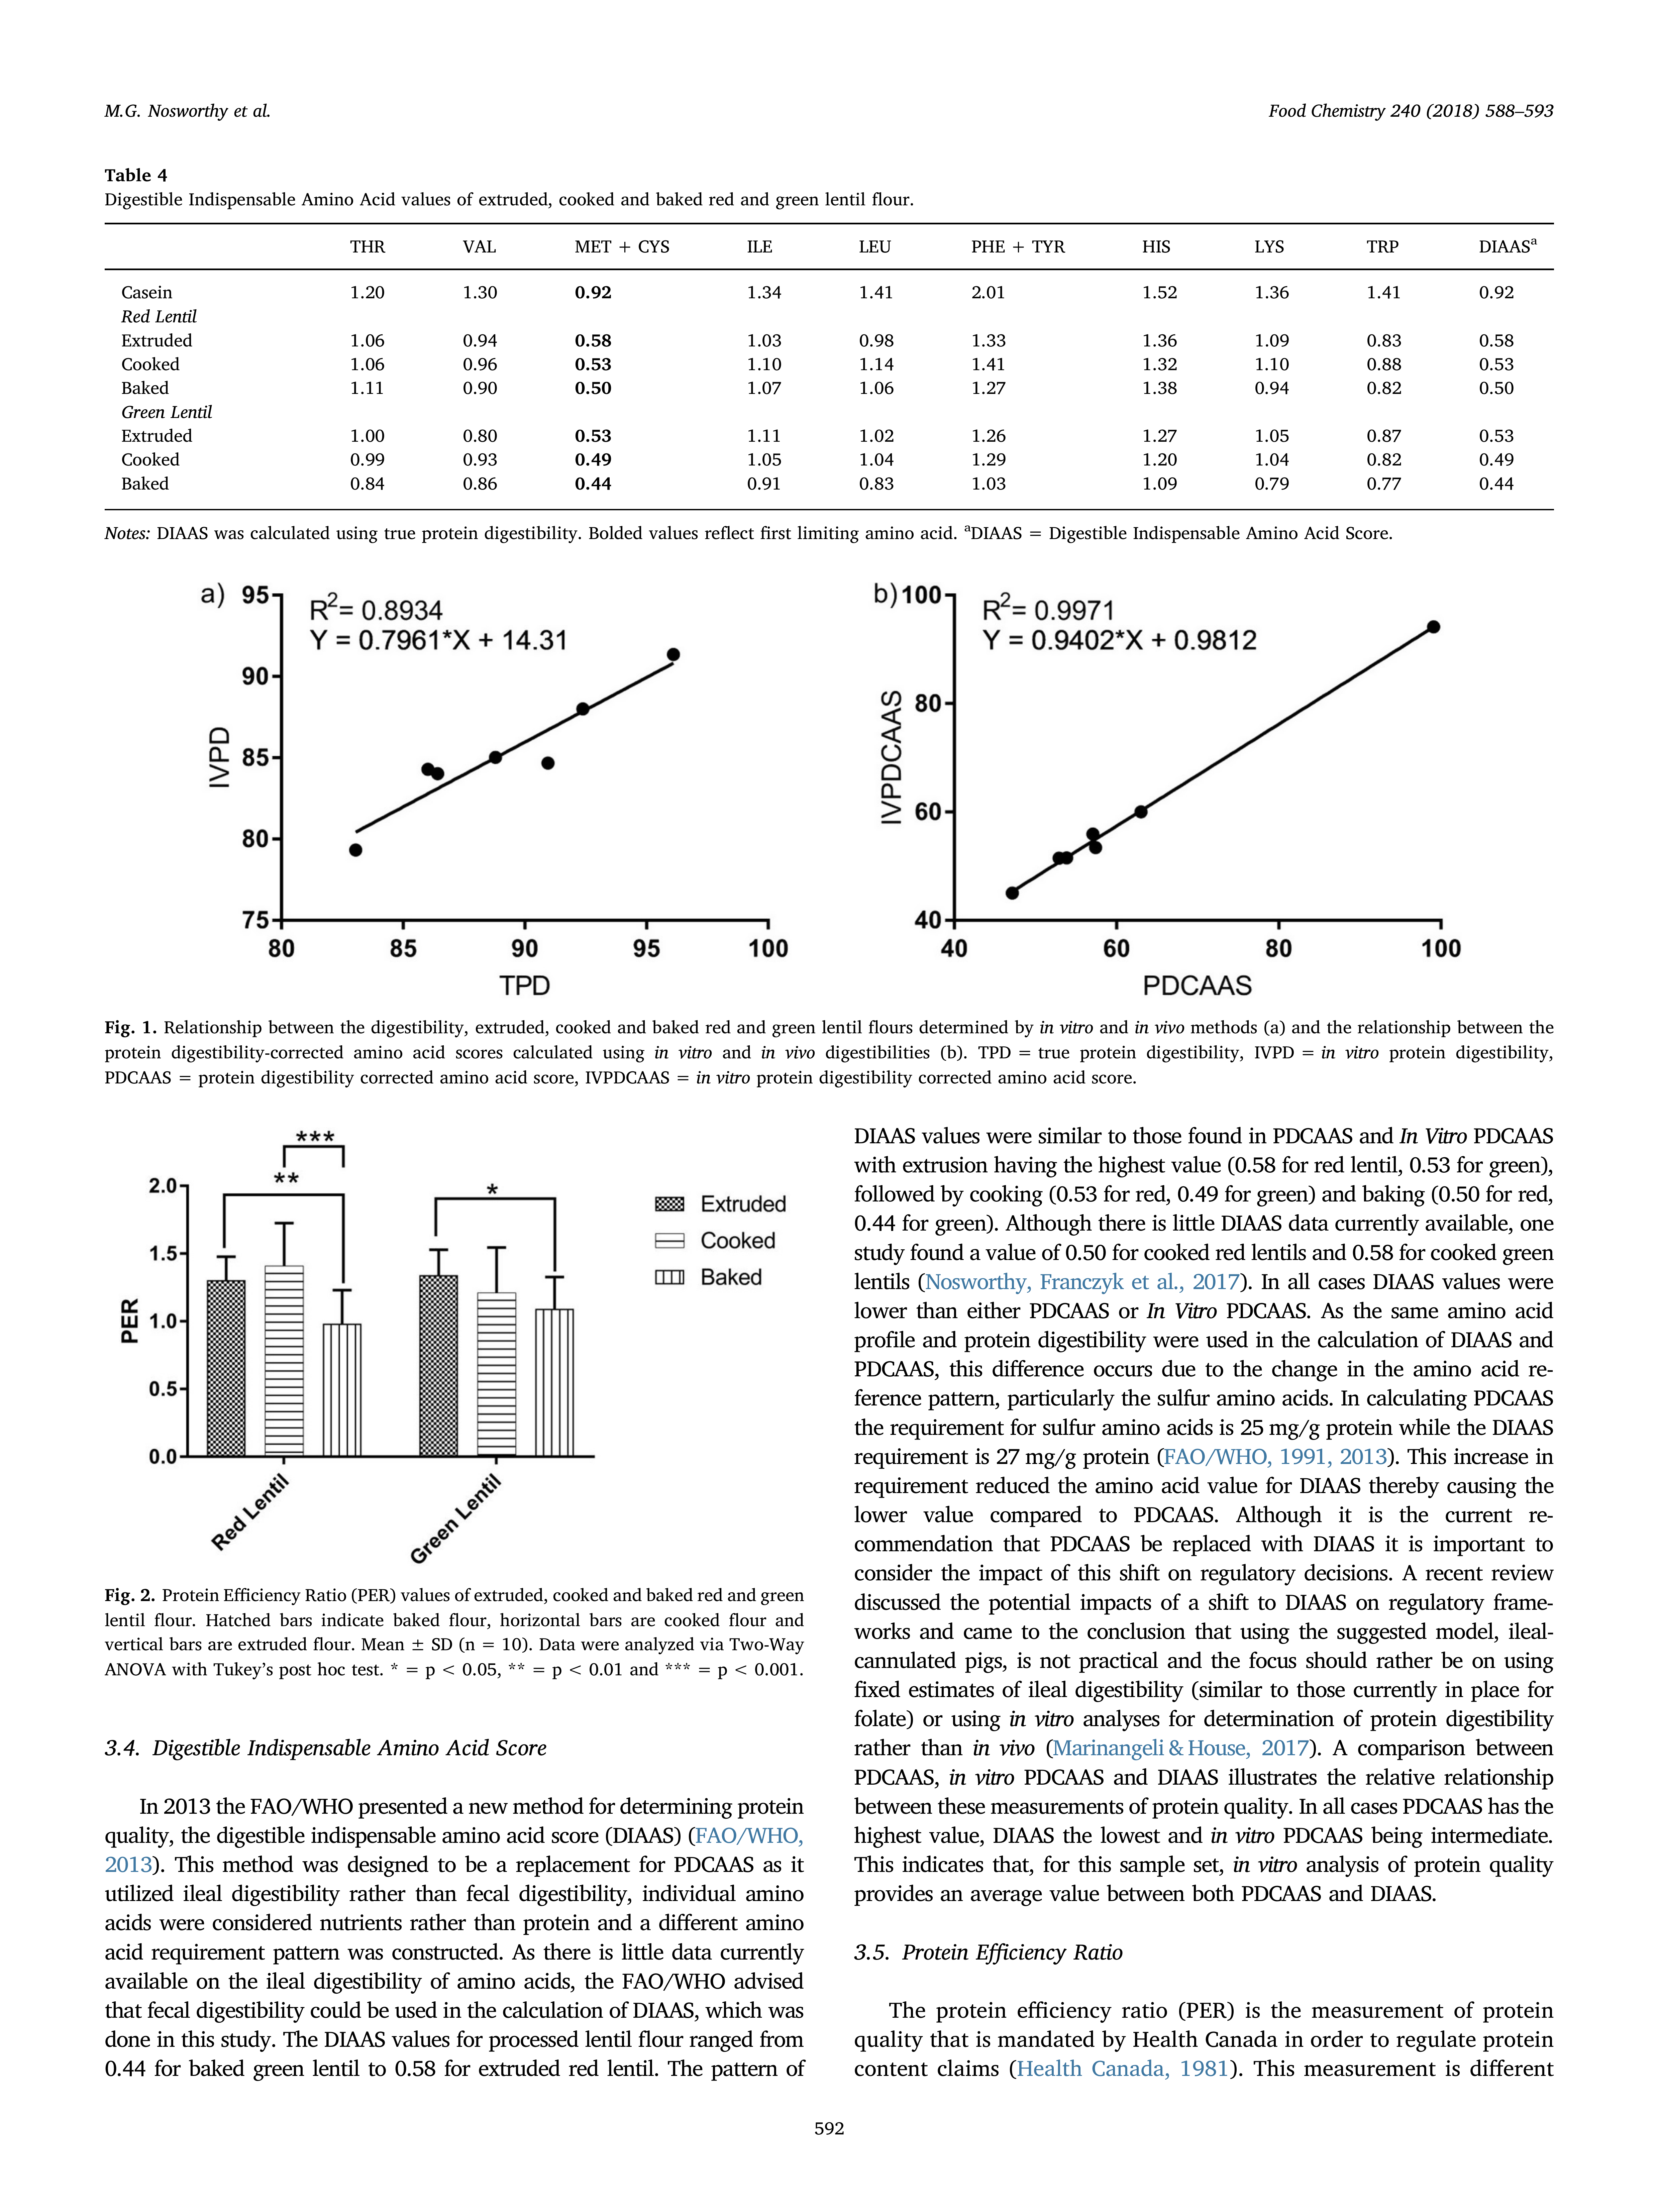 M.G. Nosworthy et al.
Food Chemistry 240 (2018) 588–593
Table 4
Digestible Indispensable Amino Acid values of extruded, cooked and baked red and green lentil flour.
THR VAL MET + CYS ILE LEU PHE + TYR HIS LYS TRP DIAASa
Casein 1.20 1.30 0.92 1.34 1.41 2.01 1.52 1.36 1.41 0.92
Red Lentil
Extruded 1.06 0.94 0.58 1.03 0.98 1.33 1.36 1.09 0.83 0.58
Cooked 1.06 0.96 0.53 1.10 1.14 1.41 1.32 1.10 0.88 0.53
Baked 1.11 0.90 0.50 1.07 1.06 1.27 1.38 0.94 0.82 0.50
Green Lentil
Extruded 1.00 0.80 0.53 1.11 1.02 1.26 1.27 1.05 0.87 0.53
Cooked 0.99 0.93 0.49 1.05 1.04 1.29 1.20 1.04 0.82 0.49
Baked 0.84 0.86 0.44 0.91 0.83 1.03 1.09 0.79 0.77 0.44
Notes: DIAAS was calculated using true protein digestibility. Bolded values reflect first limiting amino acid. aDIAAS = Digestible Indispensable Amino Acid Score.
a)
R2= 0.8934
Y = 0.7961*X + 14.31
95
90
85
80
75
IVPD
80 85 90 95 100
TPD
b)
R2= 0.9971
Y = 0.9402*X + 0.9812
100
80
60
40
IVPDCAAS
40 60 80 100
PDCAAS
Fig. 1. Relationship between the digestibility, extruded, cooked and baked red and green lentil flours determined by in vitro and in vivo methods (a) and the relationship between the
protein digestibility-corrected amino acid scores calculated using in vitro and in vivo digestibilities (b). TPD = true protein digestibility, IVPD = in vitro protein digestibility,
PDCAAS = protein digestibility corrected amino acid score, IVPDCAAS = in vitro protein digestibility corrected amino acid score.
***
**
*
2.0
1.5
1.0
0.5
0.0
PER
Red Lentil
Green Lentil
Extruded
Cooked
Baked
Fig. 2. Protein Efficiency Ratio (PER) values of extruded, cooked and baked red and green
lentil flour. Hatched bars indicate baked flour, horizontal bars are cooked flour and
vertical bars are extruded flour. Mean ± SD (n = 10). Data were analyzed via Two-Way
ANOVA with Tukey's post hoc test. * = p < 0.05, ** = p < 0.01 and *** = p < 0.001.
3.4. Digestible Indispensable Amino Acid Score
In 2013 the FAO/WHO presented a new method for determining protein
quality, the digestible indispensable amino acid score (DIAAS) (FAO/WHO,
2013). This method was designed to be a replacement for PDCAAS as it
utilized ileal digestibility rather than fecal digestibility, individual amino
acids were considered nutrients rather than protein and a different amino
acid requirement pattern was constructed. As there is little data currently
available on the ileal digestibility of amino acids, the FAO/WHO advised
that fecal digestibility could be used in the calculation of DIAAS, which was
done in this study. The DIAAS values for processed lentil flour ranged from
0.44 for baked green lentil to 0.58 for extruded red lentil. The pattern of
DIAAS values were similar to those found in PDCAAS and In Vitro PDCAAS
with extrusion having the highest value (0.58 for red lentil, 0.53 for green),
followed by cooking (0.53 for red, 0.49 for green) and baking (0.50 for red,
0.44 for green). Although there is little DIAAS data currently available, one
study found a value of 0.50 for cooked red lentils and 0.58 for cooked green
lentils (Nosworthy, Franczyk et al., 2017). In all cases DIAAS values were
lower than either PDCAAS or In Vitro PDCAAS. As the same amino acid
profile and protein digestibility were used in the calculation of DIAAS and
PDCAAS, this difference occurs due to the change in the amino acid re-
ference pattern, particularly the sulfur amino acids. In calculating PDCAAS
the requirement for sulfur amino acids is 25 mg/g protein while the DIAAS
requirement is 27 mg/g protein (FAO/WHO, 1991, 2013). This increase in
requirement reduced the amino acid value for DIAAS thereby causing the
lower value compared to PDCAAS. Although it is the current re-
commendation that PDCAAS be replaced with DIAAS it is important to
consider the impact of this shift on regulatory decisions. A recent review
discussed the potential impacts of a shift to DIAAS on regulatory frame-
works and came to the conclusion that using the suggested model, ileal-
cannulated pigs, is not practical and the focus should rather be on using
fixed estimates of ileal digestibility (similar to those currently in place for
folate) or using in vitro analyses for determination of protein digestibility
rather than in vivo (Marinangeli & House, 2017). A comparison between
PDCAAS, in vitro PDCAAS and DIAAS illustrates the relative relationship
between these measurements of protein quality. In all cases PDCAAS has the
highest value, DIAAS the lowest and in vitro PDCAAS being intermediate.
This indicates that, for this sample set, in vitro analysis of protein quality
provides an average value between both PDCAAS and DIAAS.
3.5. Protein Efficiency Ratio
The protein efficiency ratio (PER) is the measurement of protein
quality that is mandated by Health Canada in order to regulate protein
content claims (Health Canada, 1981). This measurement is different
592